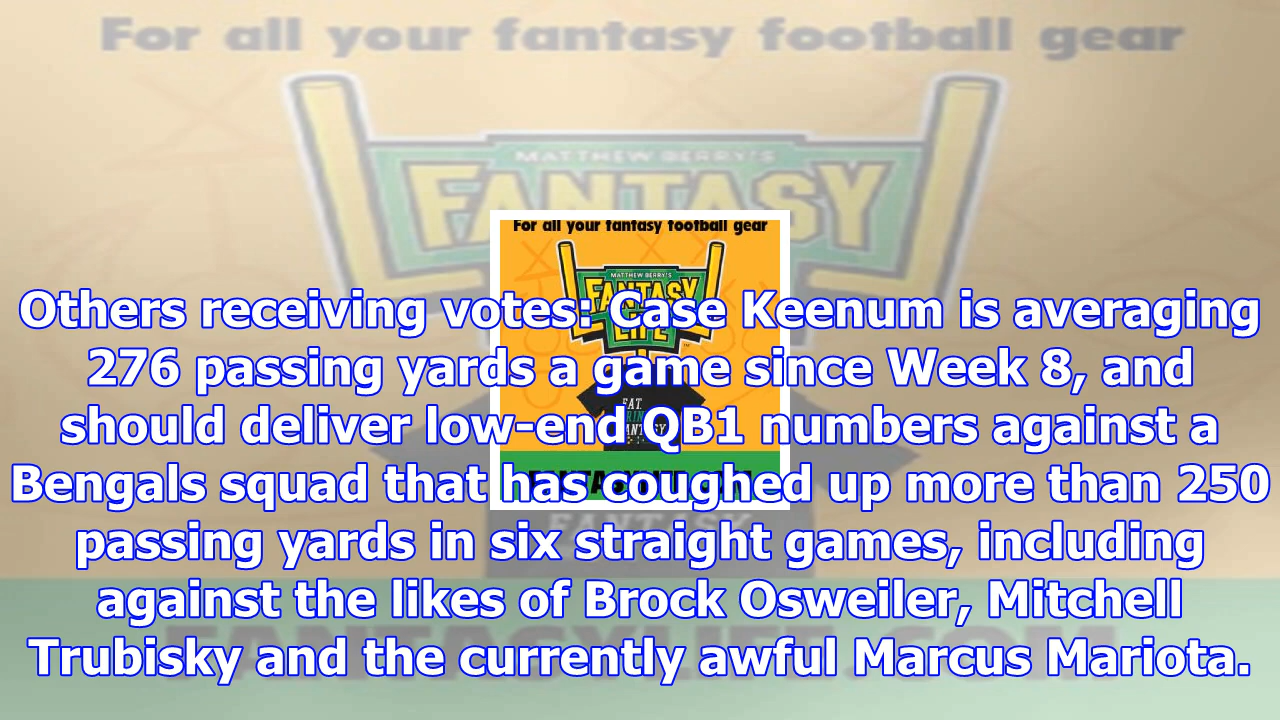 For all your fantasy football gear
MATTHEW BERRY'S
FANTASY
For all your fantasy football gear
MATTHEW BERRY'S
FANTASY
LIFE
Others receiving votes: Case Keenum is averaging
276 passing yards a game since Week 8, and
should deliver low-end QB1 numbers against a
Bengals squad that has coughed up more than 250
passing yards in six straight games, including
against the likes of Brock Osweiler, Mitchell
Trubisky and the currently awful Marcus Mariota.
FANTASY